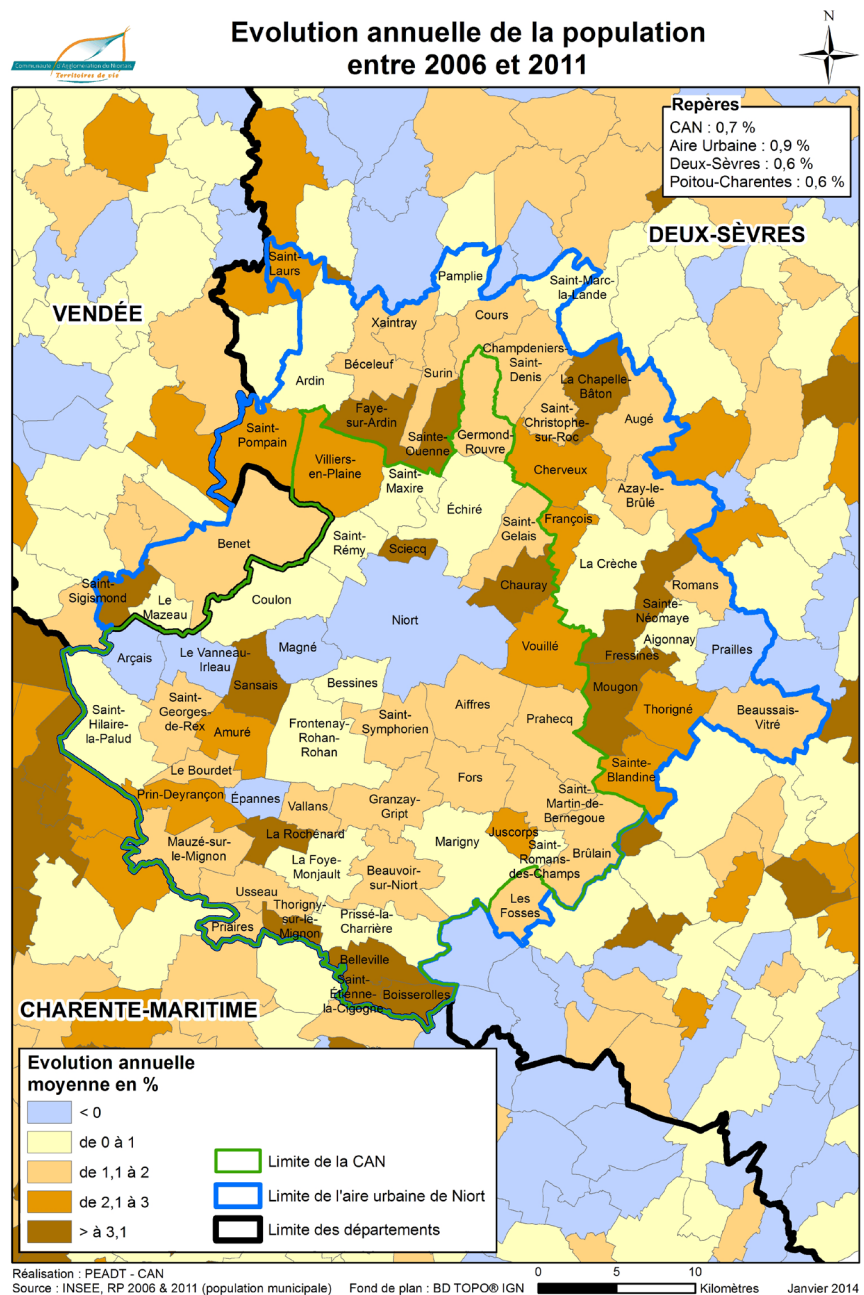 Evolution annuelle de la population
entre 2006 et 2011
N
Communauté d'Agglomération de Niort
Territoires de vie
Repères
CAN : 0,7 %
Aire Urbaine : 0,9 %
Deux-Sèvres : 0,6 %
Poitou-Charentes : 0,6 %
DEUX-SÈVRES
VENDÉE
Saint-
Laurs
Pamplie
Saint-Marc-
la-Lande
Xaintray
Cours
Champdeniers-
Saint-
Denis
Béceleuf
Surin
Ardin
La Chapelle-
Bâton
Faye-
sur-Ardin
Saint-
Christophe-
sur-Roc
Augé
Saint-
Pompain
Sainte-
Ouenne
Germond-
Rouvre
Villiers-
en-Plaine
Cherveux
Saint-
Maxire
Azay-le-
Brûlé
Échiré
François
Saint-
Gelais
Benet
Saint-
Rémy
Sciecq
La Crèche
Chauray
Saint-
Sigismond
Romans
Le
Mazeau
Coulon
Sainte-
Néomaye
Niort
Aigonnay
Vouillé
Magné
Prailles
Arçais
Le Vanneau-
Irleau
Fressines
Sansais
Bessines
Mougon
Saint-
Georges-
de-Rex
Aiffres
Thorigné
Beaussais-
Vitré
Saint-
Hilaire-
la-Palud
Frontenay-
Rohan-
Rohan
Saint-
Symphorien
Prahecq
Amuré
Sainte-
Blandine
Le Bourdet
Fors
Prin-Deyrançon
Épannes
Vallans
Granzay-
Gript
Saint-
Martin-de-
Bernegoue
La Rochénard
Juscorps
Mauzé-sur-
le-Mignon
Marigny
Saint-
Romans-
des-Champs
Brûlain
La Foye-
Monjault
Beauvoir-
sur-Niort
Usseau
Thorigny-
sur-le-
Mignon
Prissé-la-
Charrière
Les
Fosses
Priaires
Belleville
Saint-
Étienne-
la-Cigogne
Boisserolles
CHARENTE-MARITIME
Evolution annuelle
moyenne en %
< 0
de 0 à 1
de 1,1 à 2
de 2,1 à 3
> à 3,1
Limite de la CAN
Limite de l'aire urbaine de Niort
Limite des départements
Réalisation : PEADT - CAN
Source : INSEE, RP 2006 & 2011 (population municipale) Fond de plan : BD TOPO® IGN
0 5 10
Kilomètres
Janvier 2014